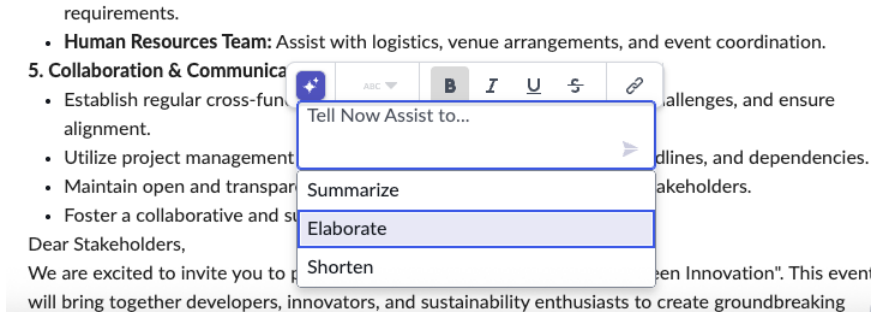 requirements.
• Human Resources Team: Assist with logistics, venue arrangements, and event coordination.
5. Collaboration & Communica
ABC B I U S
• Establish regular cross-fun allenges, and ensure
alignment.
Tell Now Assist to...
• Utilize project management dlines, and dependencies.
• Maintain open and transpar akeholders.
Summarize
• Foster a collaborative and su
Elaborate
Dear Stakeholders,
Shorten
We are excited to invite you to p een Innovation". This event
will bring together developers, innovators, and sustainability enthusiasts to create groundbreaking